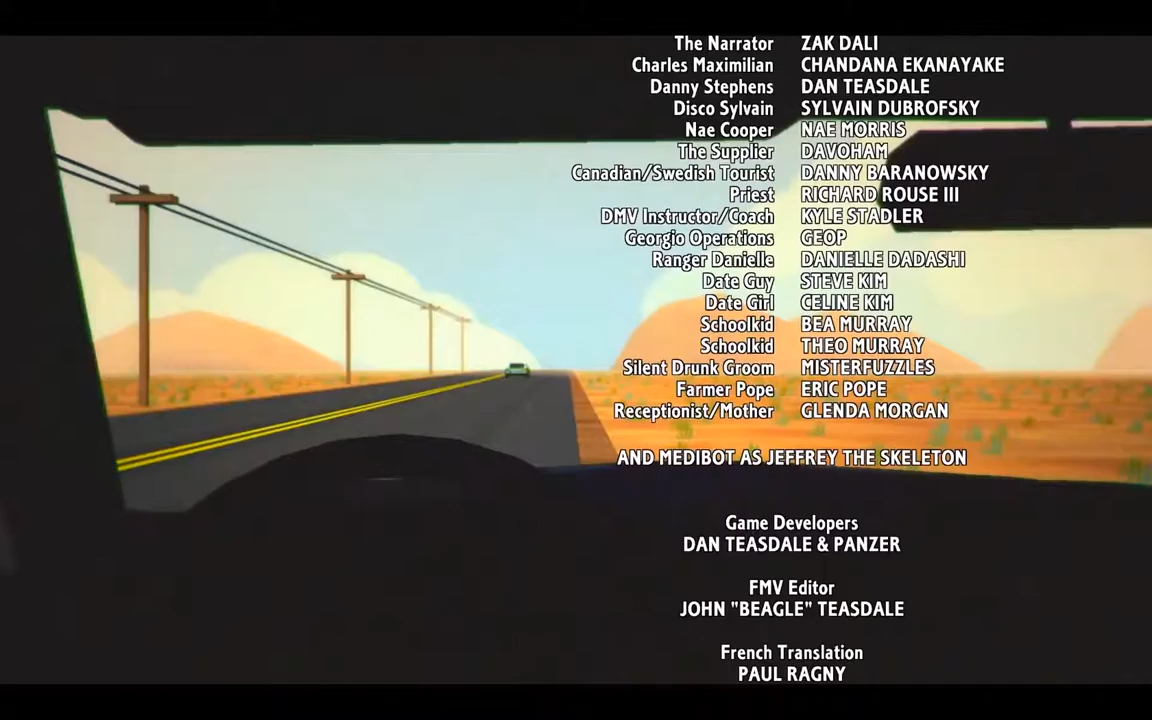 The Narrator ZAK DALI
Charles Maximilian CHANDANA EKANAYAKE
Danny Stephens DAN TEASDALE
Disco Sylvain SYLVAIN DUBROFSKY
Nae Cooper NAE MORRIS
The Supplier DAVOHAM
Canadian/Swedish Tourist DANNY BARANOWSKY
Priest RICHARD ROUSE III
DMV Instructor/Coach KYLE STADLER
Georgio Operations GEOP
Ranger Danielle DANIELLE DADASHI
Date Guy STEVE KIM
Date Girl CELINE KIM
Schoolkid BEA MURRAY
Schoolkid THEO MURRAY
Silent Drunk Groom MISTERFUZZLES
Farmer Pope ERIC POPE
Receptionist/Mother GLENDA MORGAN
AND MEDIBOT AS JEFFREY THE SKELETON
Game Developers
DAN TEASDALE & PANZER
FMV Editor
JOHN "BEAGLE" TEASDALE
French Translation
PAUL RAGNY